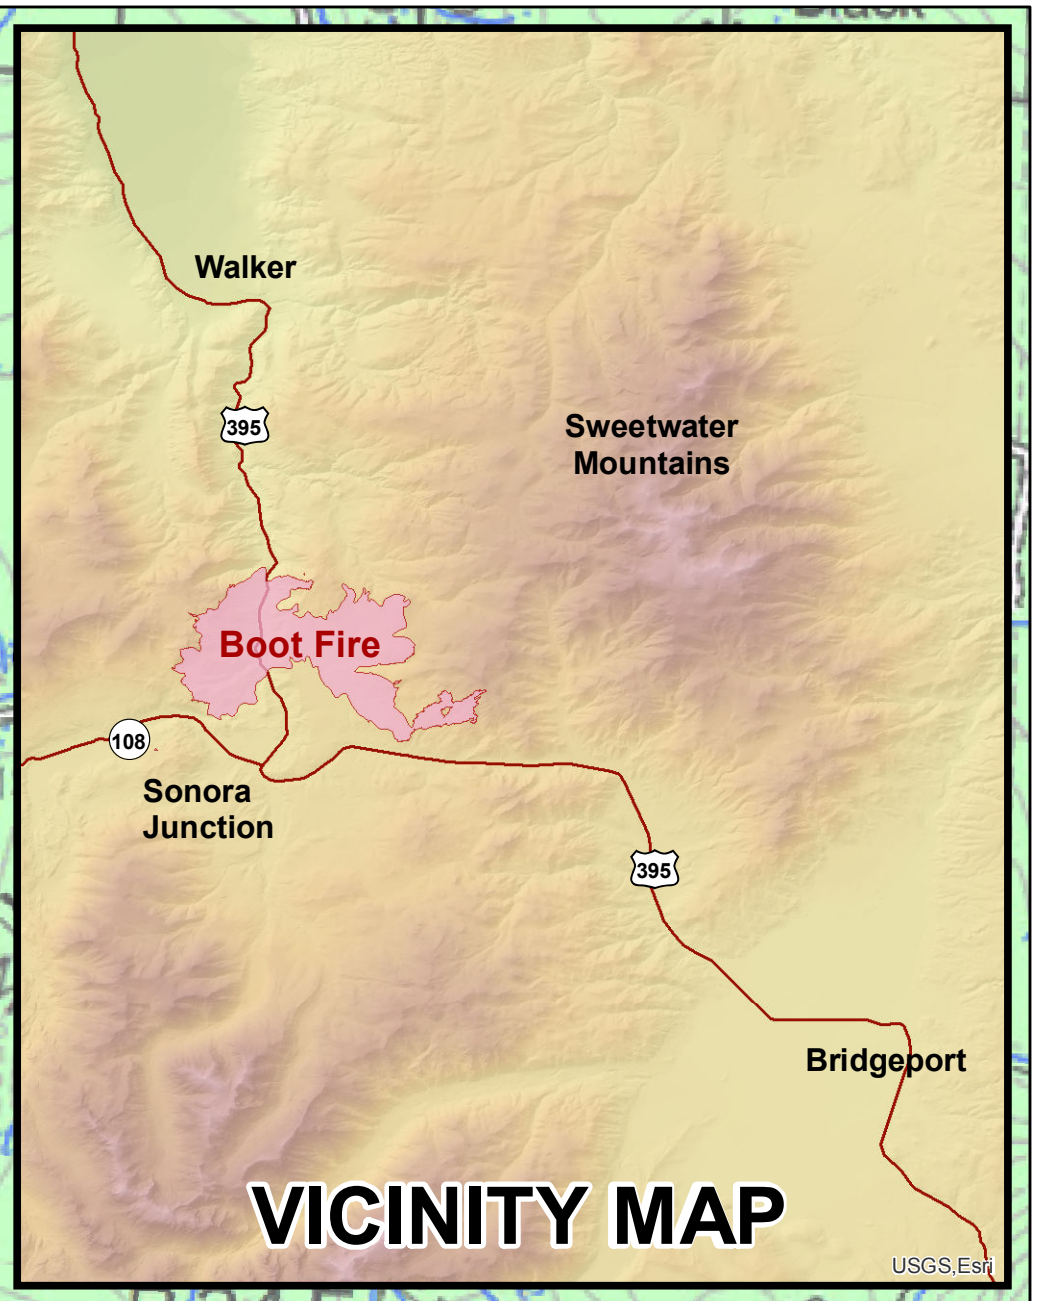 Walker
395
Sweetwater
Mountains
Boot Fire
108
Sonora
Junction
395
Bridgeport
VICINITY MAP
USGS,Esri